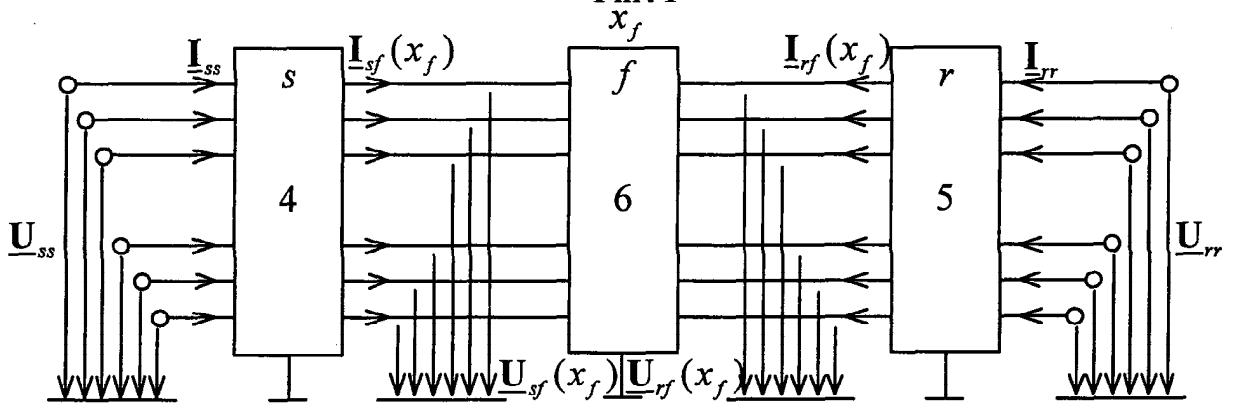 x_f
I_ss s I_sf(x_f) f I_rf(x_f) r I_rr
4 6 5
U_ss U_rr
U_sf(x_f) U_rf(x_f)